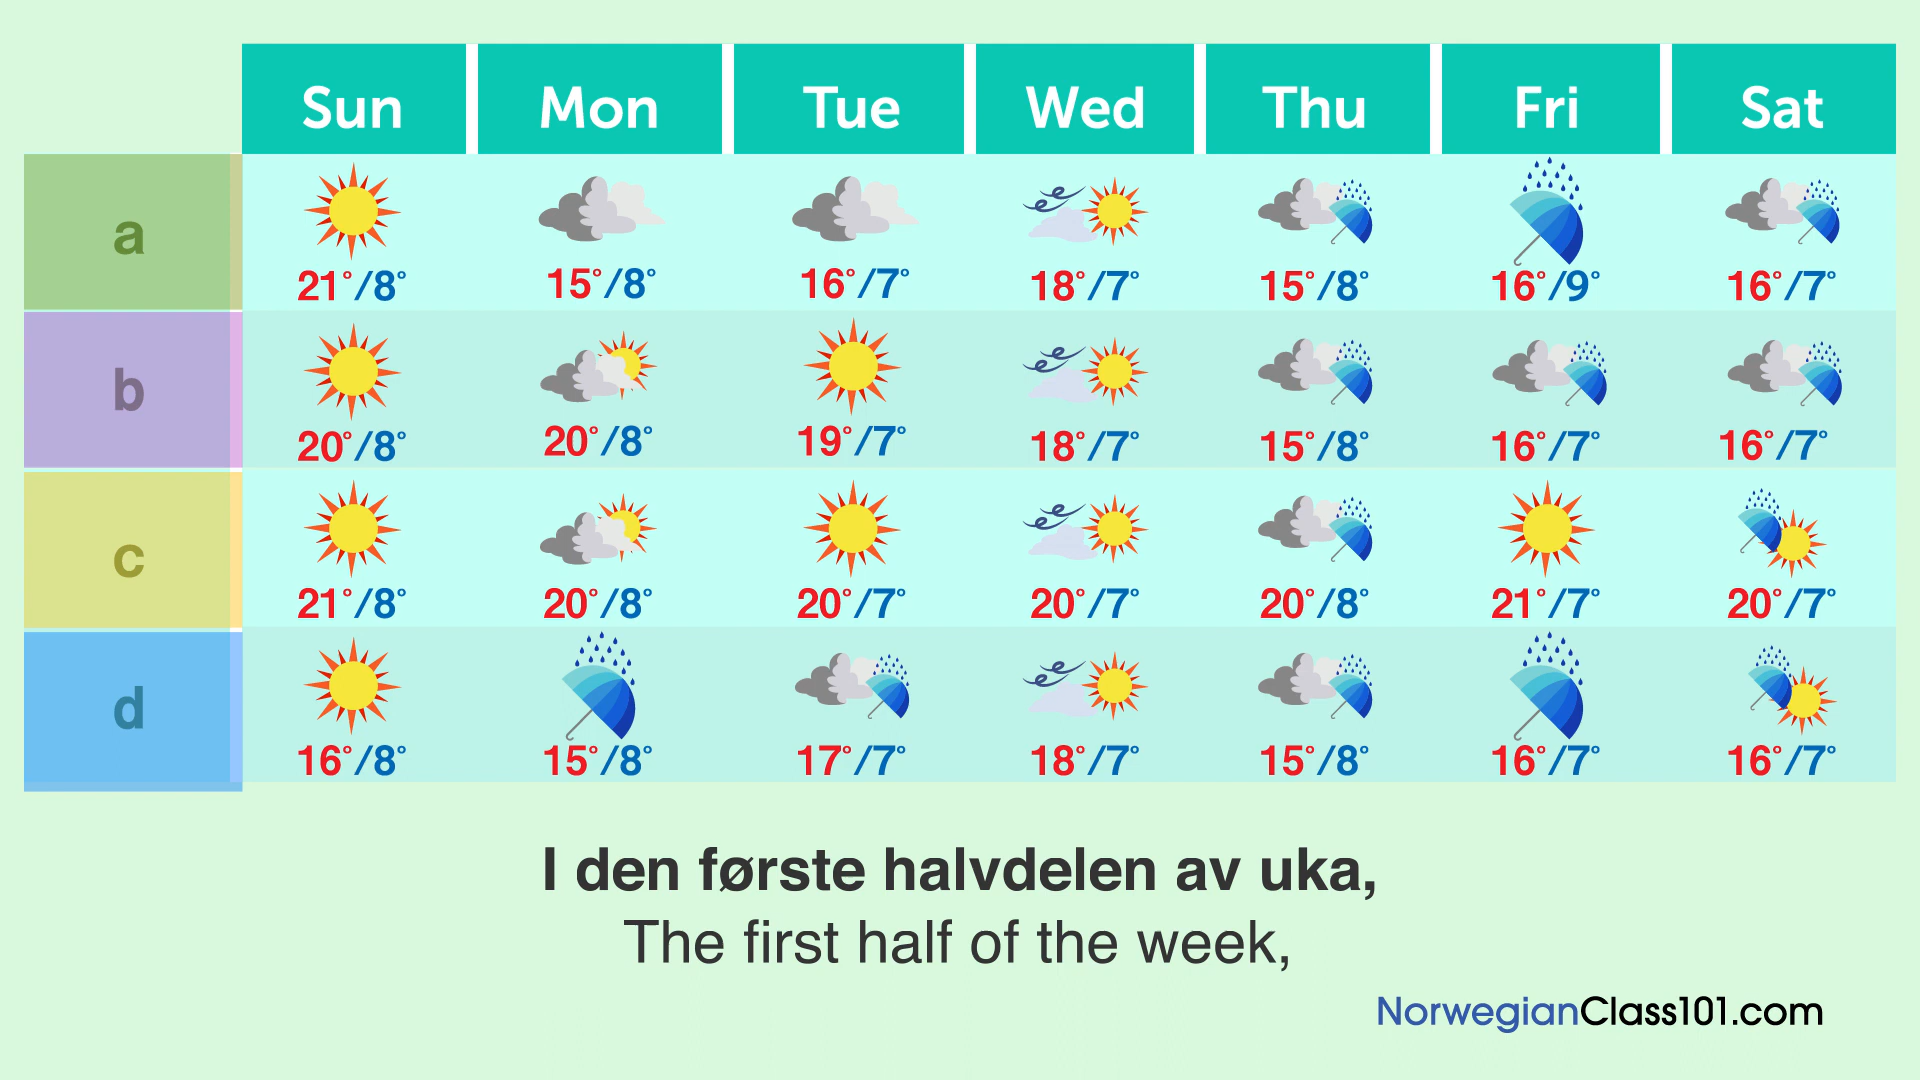 Sun Mon Tue Wed Thu Fri Sat
a 21°/8° 15°/8° 16°/7° 18°/7° 15°/8° 16°/9° 16°/7°
b 20°/8° 20°/8° 19°/7° 18°/7° 15°/8° 16°/7° 16°/7°
c 21°/8° 20°/8° 20°/7° 20°/7° 20°/8° 21°/7° 20°/7°
d 16°/8° 15°/8° 17°/7° 18°/7° 15°/8° 16°/7° 16°/7°
I den første halvdelen av uka,
The first half of the week,
NorwegianClass101.com